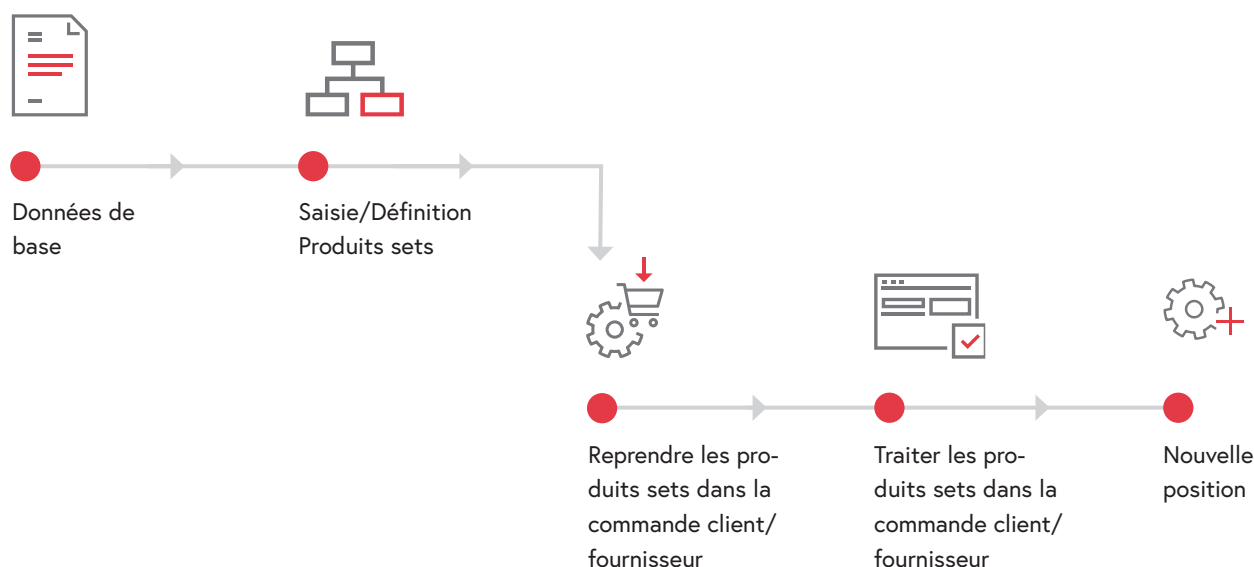 Données de
base
Saisie/Définition
Produits sets
Reprendre les pro-
duits sets dans la
commande client/
fournisseur
Traiter les pro-
duits sets dans la
commande client/
fournisseur
Nouvelle
position